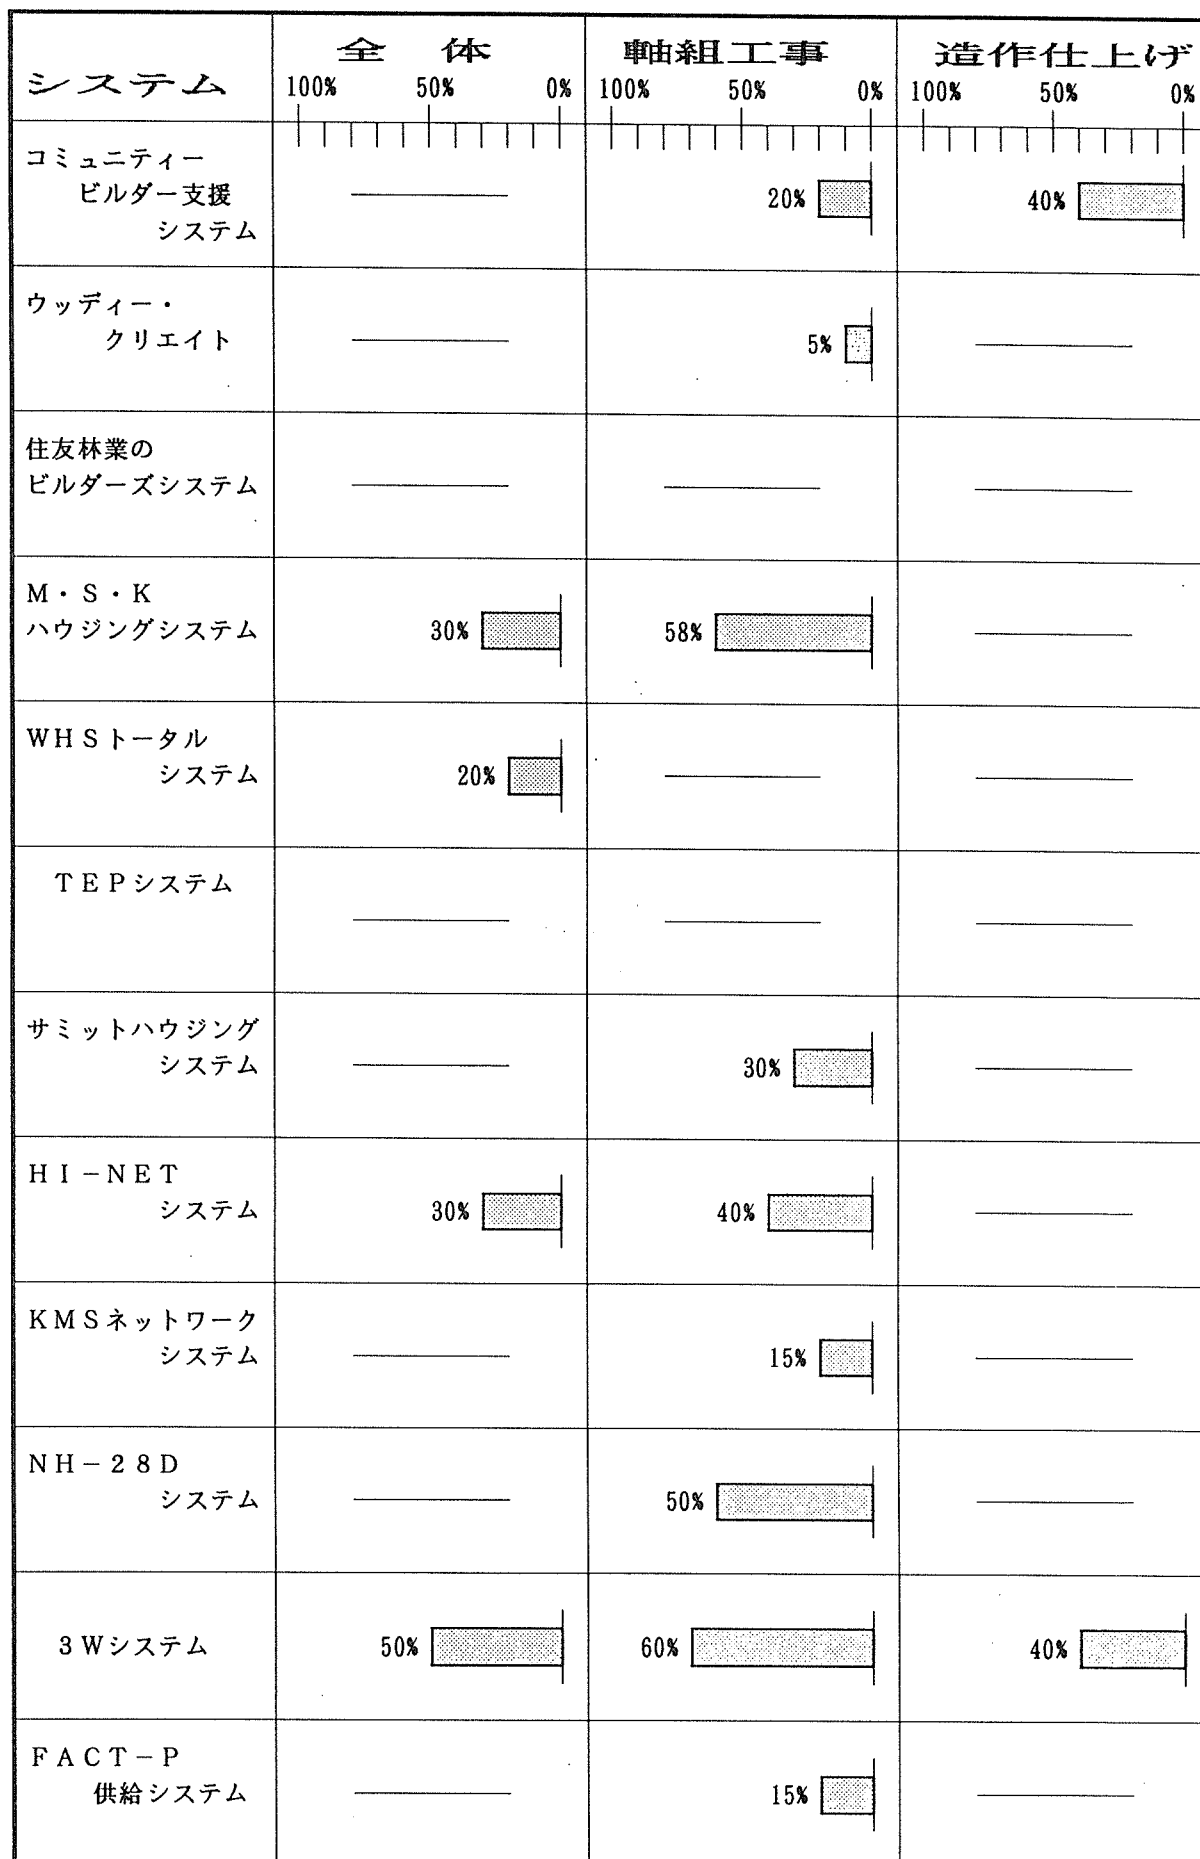 システム
全 体
軸組工事
造作仕上げ
100% 50% 0%
100% 50% 0%
100% 50% 0%
コミュニティー
ビルダー支援
システム
20%
40%
ウッディー・
クリエイト
5%
住友林業の
ビルダーズシステム
M・S・K
ハウジングシステム
30%
58%
WHSトータル
システム
20%
TEPシステム
サミットハウジング
システム
30%
HI-NET
システム
30%
40%
KMSネットワーク
システム
15%
NH-28D
システム
50%
3Wシステム
50%
60%
40%
FACT-P
供給システム
15%